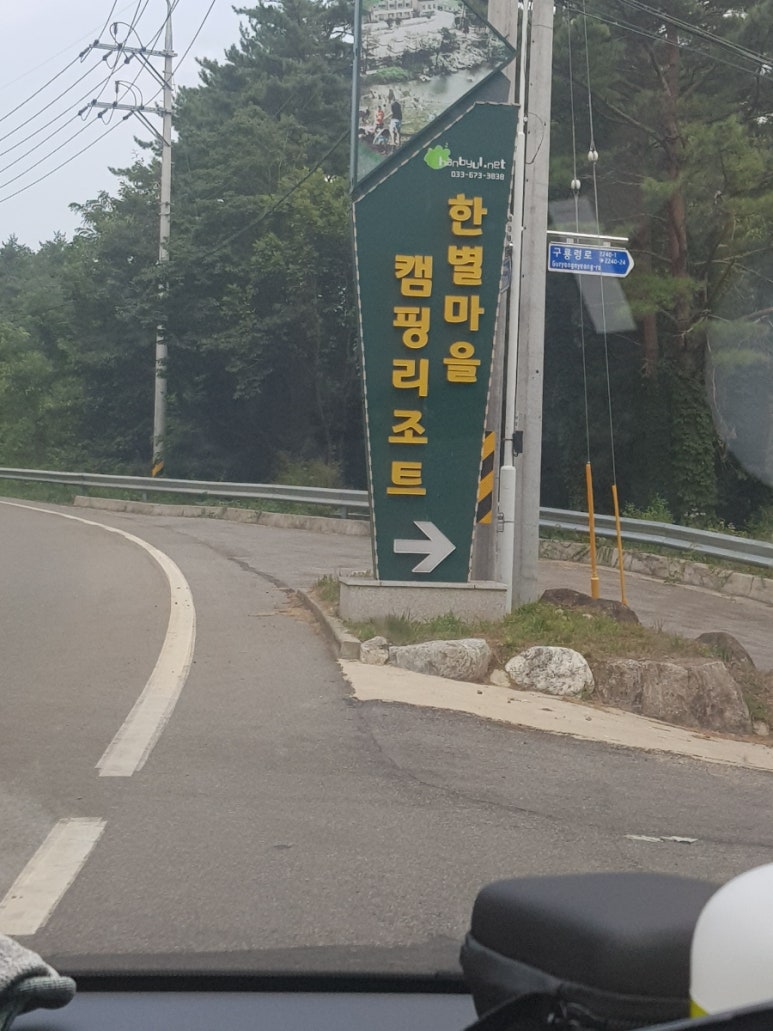 hanbyul.net
033-673-3838
한별마을
캠핑리조트
구룡령로
Guryongnyeong-ro